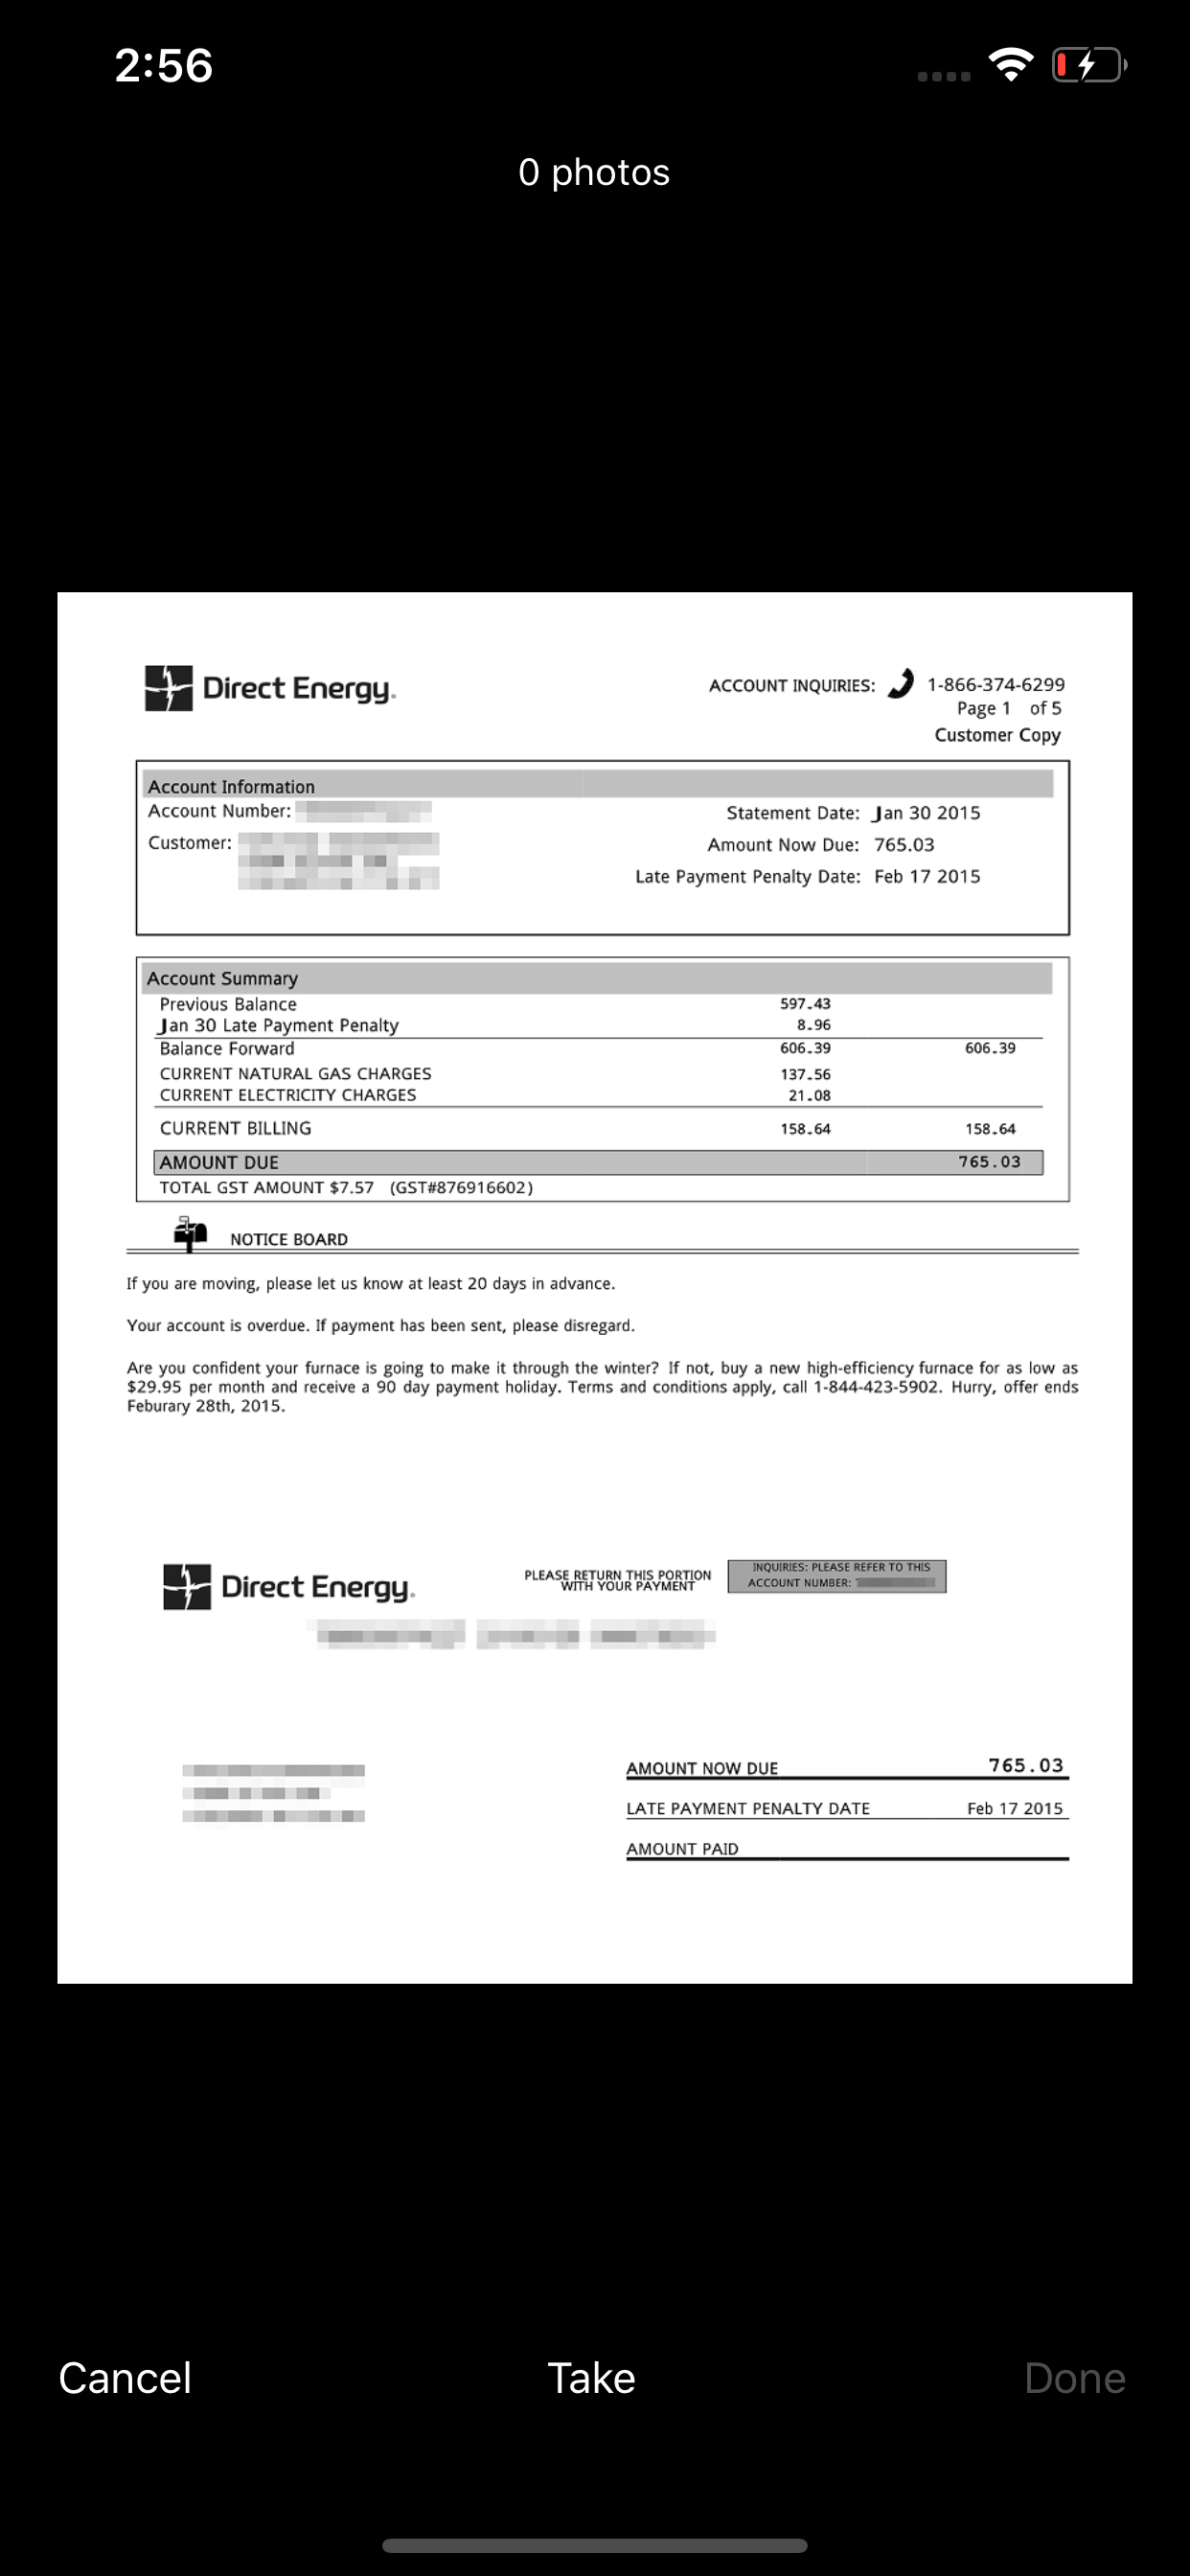 2:56
0 photos
Direct Energy.
ACCOUNT INQUIRIES: 1-866-374-6299
Page 1 of 5
Customer Copy
Account Information
Account Number:
Statement Date: Jan 30 2015
Customer:
Amount Now Due: 765.03
Late Payment Penalty Date: Feb 17 2015
Account Summary
Previous Balance 597.43
Jan 30 Late Payment Penalty 8.96
Balance Forward 606.39 606.39
CURRENT NATURAL GAS CHARGES 137.56
CURRENT ELECTRICITY CHARGES 21.08
CURRENT BILLING 158.64 158.64
AMOUNT DUE 765.03
TOTAL GST AMOUNT $7.57 (GST#876916602)
NOTICE BOARD
If you are moving, please let us know at least 20 days in advance.
Your account is overdue. If payment has been sent, please disregard.
Are you confident your furnace is going to make it through the winter? If not, buy a new high-efficiency furnace for as low as
$29.95 per month and receive a 90 day payment holiday. Terms and conditions apply, call 1-844-423-5902. Hurry, offer ends
Feburary 28th, 2015.
Direct Energy.
PLEASE RETURN THIS PORTION
WITH YOUR PAYMENT
INQUIRIES: PLEASE REFER TO THIS
ACCOUNT NUMBER:
AMOUNT NOW DUE 765.03
LATE PAYMENT PENALTY DATE Feb 17 2015
AMOUNT PAID
Cancel
Take
Done